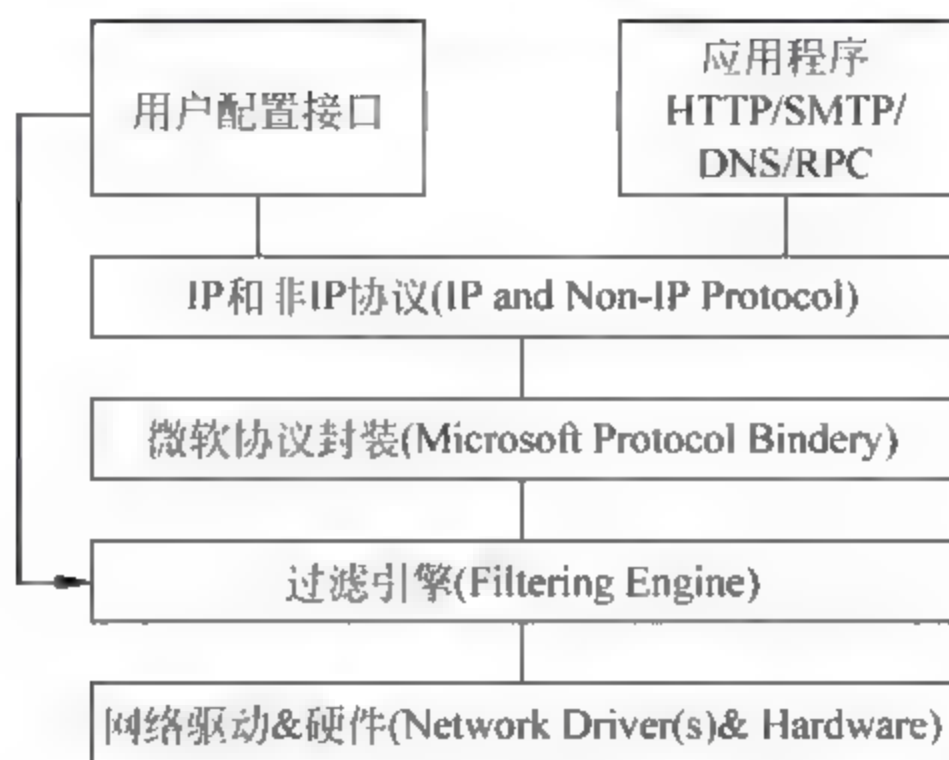 用户配置接口
应用程序
HTTP/SMTP/
DNS/RPC
IP和非IP协议(IP and Non-IP Protocol)
微软协议封装(Microsoft Protocol Bindery)
过滤引擎(Filtering Engine)
网络驱动&硬件(Network Driver(s)& Hardware)